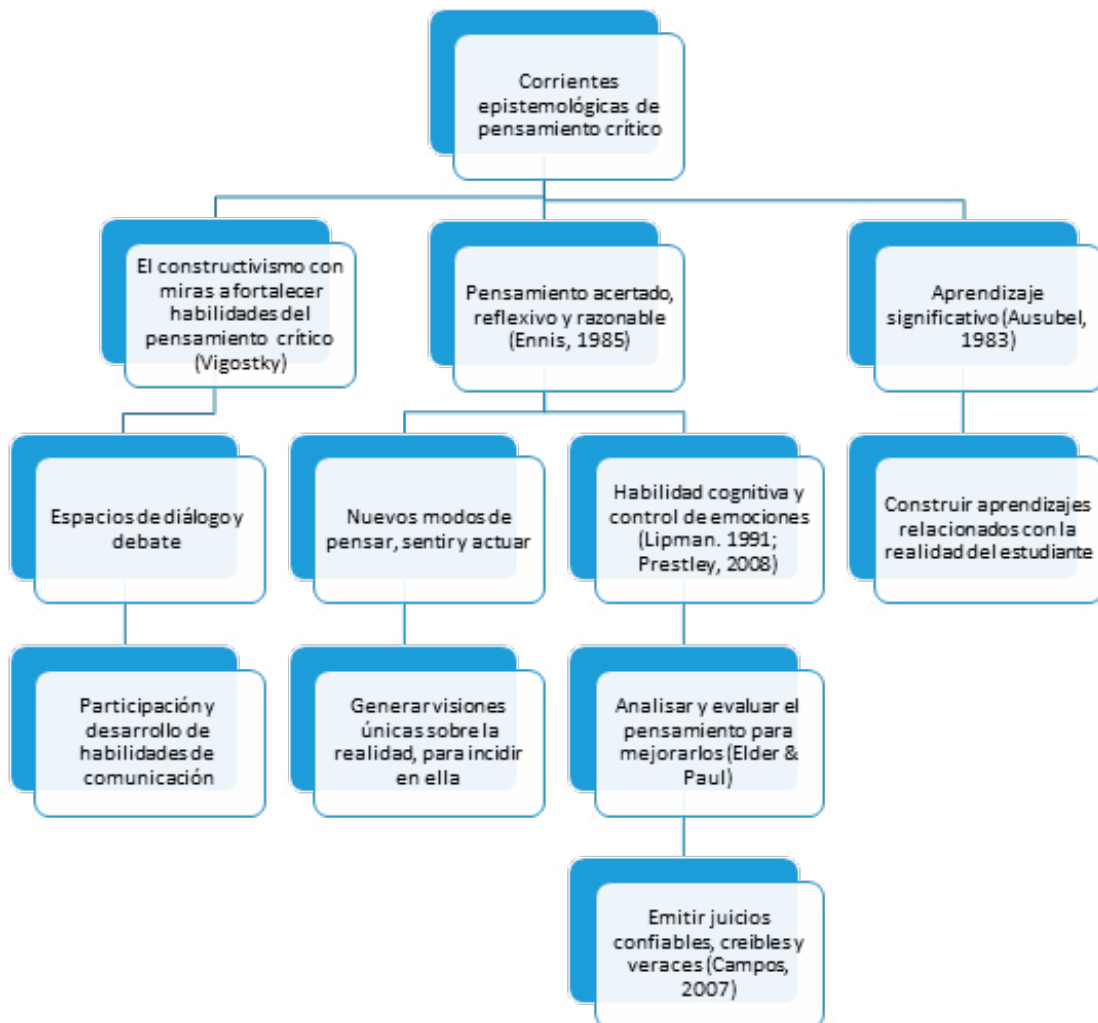 Corrientes
epistemológicas de
pensamiento crítico
El constructivismo con
miras a fortalecer
habilidades del
pensamiento crítico
(Vigostky)
Pensamiento acertado,
reflexivo y razonable
(Ennis, 1985)
Aprendizaje
significativo (Ausubel,
1983)
Espacios de diálogo y
debate
Nuevos modos de
pensar, sentir y actuar
Habilidad cognitiva y
control de emociones
(Lipman. 1991;
Prestley, 2008)
Construir aprendizajes
relacionados con la
realidad del estudiante
Participación y
desarrollo de
habilidades de
comunicación
Generar visiones
únicas sobre la
realidad, para incidir
en ella
Analisar y evaluar el
pensamiento para
mejorarlos (Elder &
Paul)
Emitir juicios
confiables, creibles y
veraces (Campos,
2007)